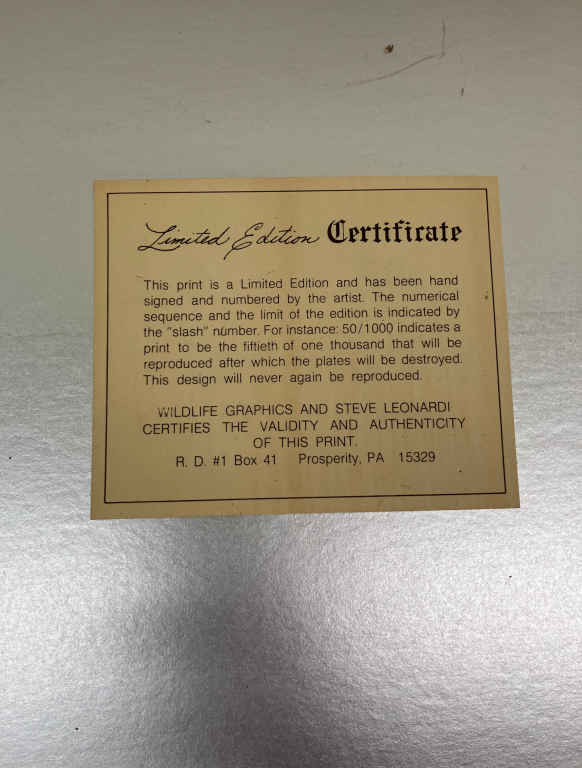 Limited Edition Certificate
This print is a Limited Edition and has been hand
signed and numbered by the artist. The numerical
sequence and the limit of the edition is indicated by
the "slash" number. For instance: 50/1000 indicates a
print to be the fiftieth of one thousand that will be
reproduced after which the plates will be destroyed.
This design will never again be reproduced.
WILDLIFE GRAPHICS AND STEVE LEONARDI
CERTIFIES THE VALIDITY AND AUTHENTICITY
OF THIS PRINT.
R. D. #1 Box 41 Prosperity, PA 15329